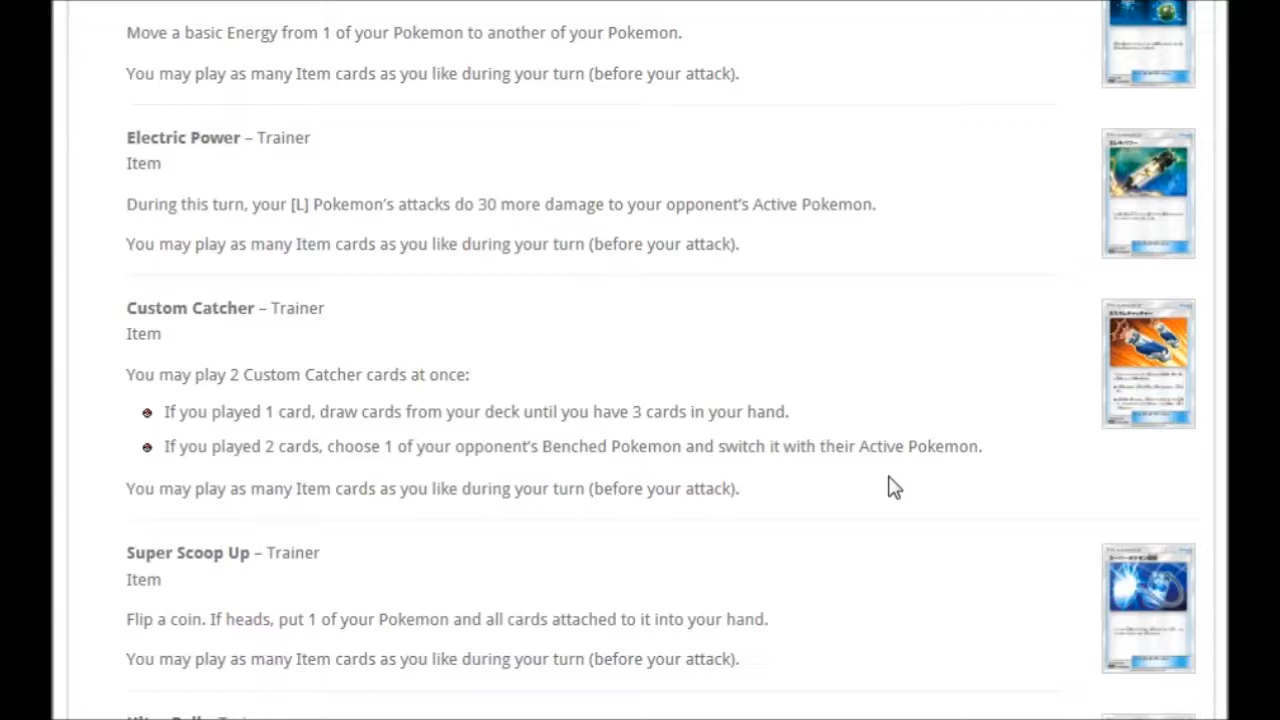 Move a basic Energy from 1 of your Pokemon to another of your Pokemon.
You may play as many Item cards as you like during your turn (before your attack).
Electric Power – Trainer
Item
During this turn, your [L] Pokemon's attacks do 30 more damage to your opponent's Active Pokemon.
You may play as many Item cards as you like during your turn (before your attack).
Custom Catcher – Trainer
Item
You may play 2 Custom Catcher cards at once:
If you played 1 card, draw cards from your deck until you have 3 cards in your hand.
If you played 2 cards, choose 1 of your opponent's Benched Pokemon and switch it with their Active Pokemon.
You may play as many Item cards as you like during your turn (before your attack).
Super Scoop Up – Trainer
Item
Flip a coin. If heads, put 1 of your Pokemon and all cards attached to it into your hand.
You may play as many Item cards as you like during your turn (before your attack).